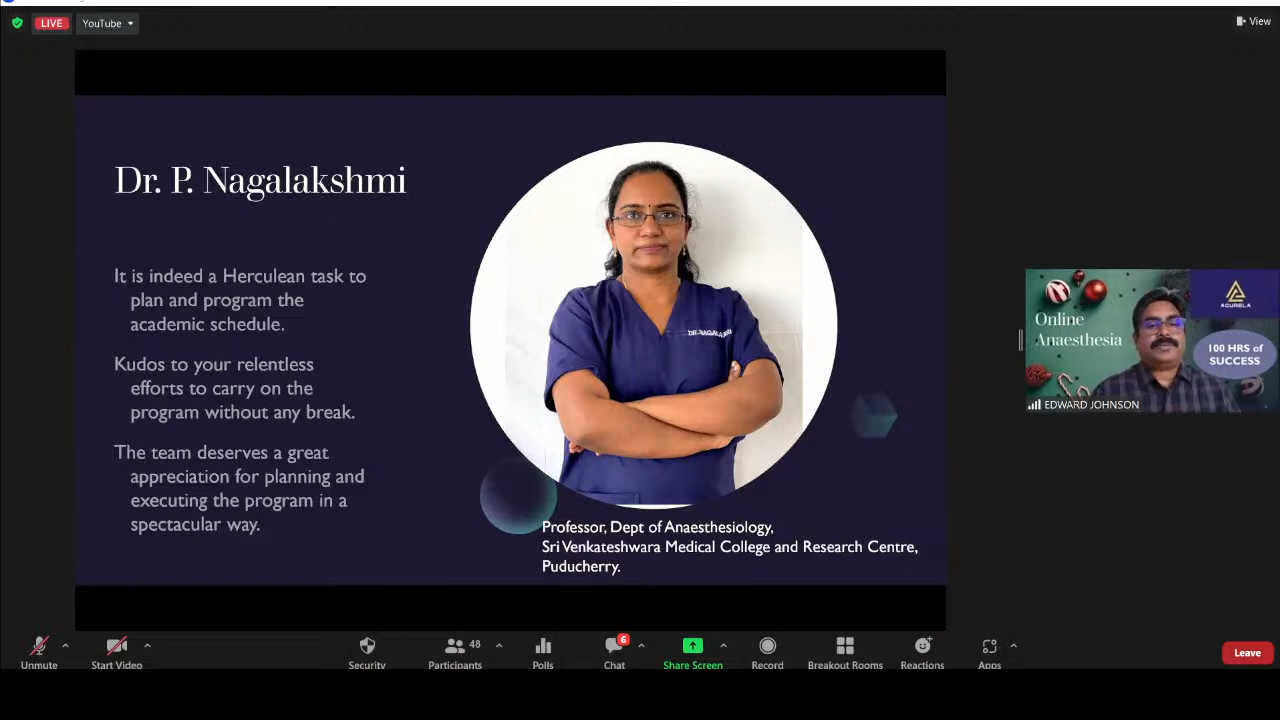 LIVE
YouTube
View
Dr. P. Nagalakshmi
It is indeed a Herculean task to
plan and program the
academic schedule.
Kudos to your relentless
efforts to carry on the
program without any break.
The team deserves a great
appreciation for planning and
executing the program in a
spectacular way.
Professor, Dept of Anaesthesiology,
Sri Venkateshwara Medical College and Research Centre,
Puducherry.
Online
Anaesthesia
ACURELA
100 HRS of
SUCCESS
EDWARD JOHNSON
Unmute
Start Video
Security
48
Participants
Polls
6
Chat
Share Screen
Record
Breakout Rooms
Reactions
Apps
Leave